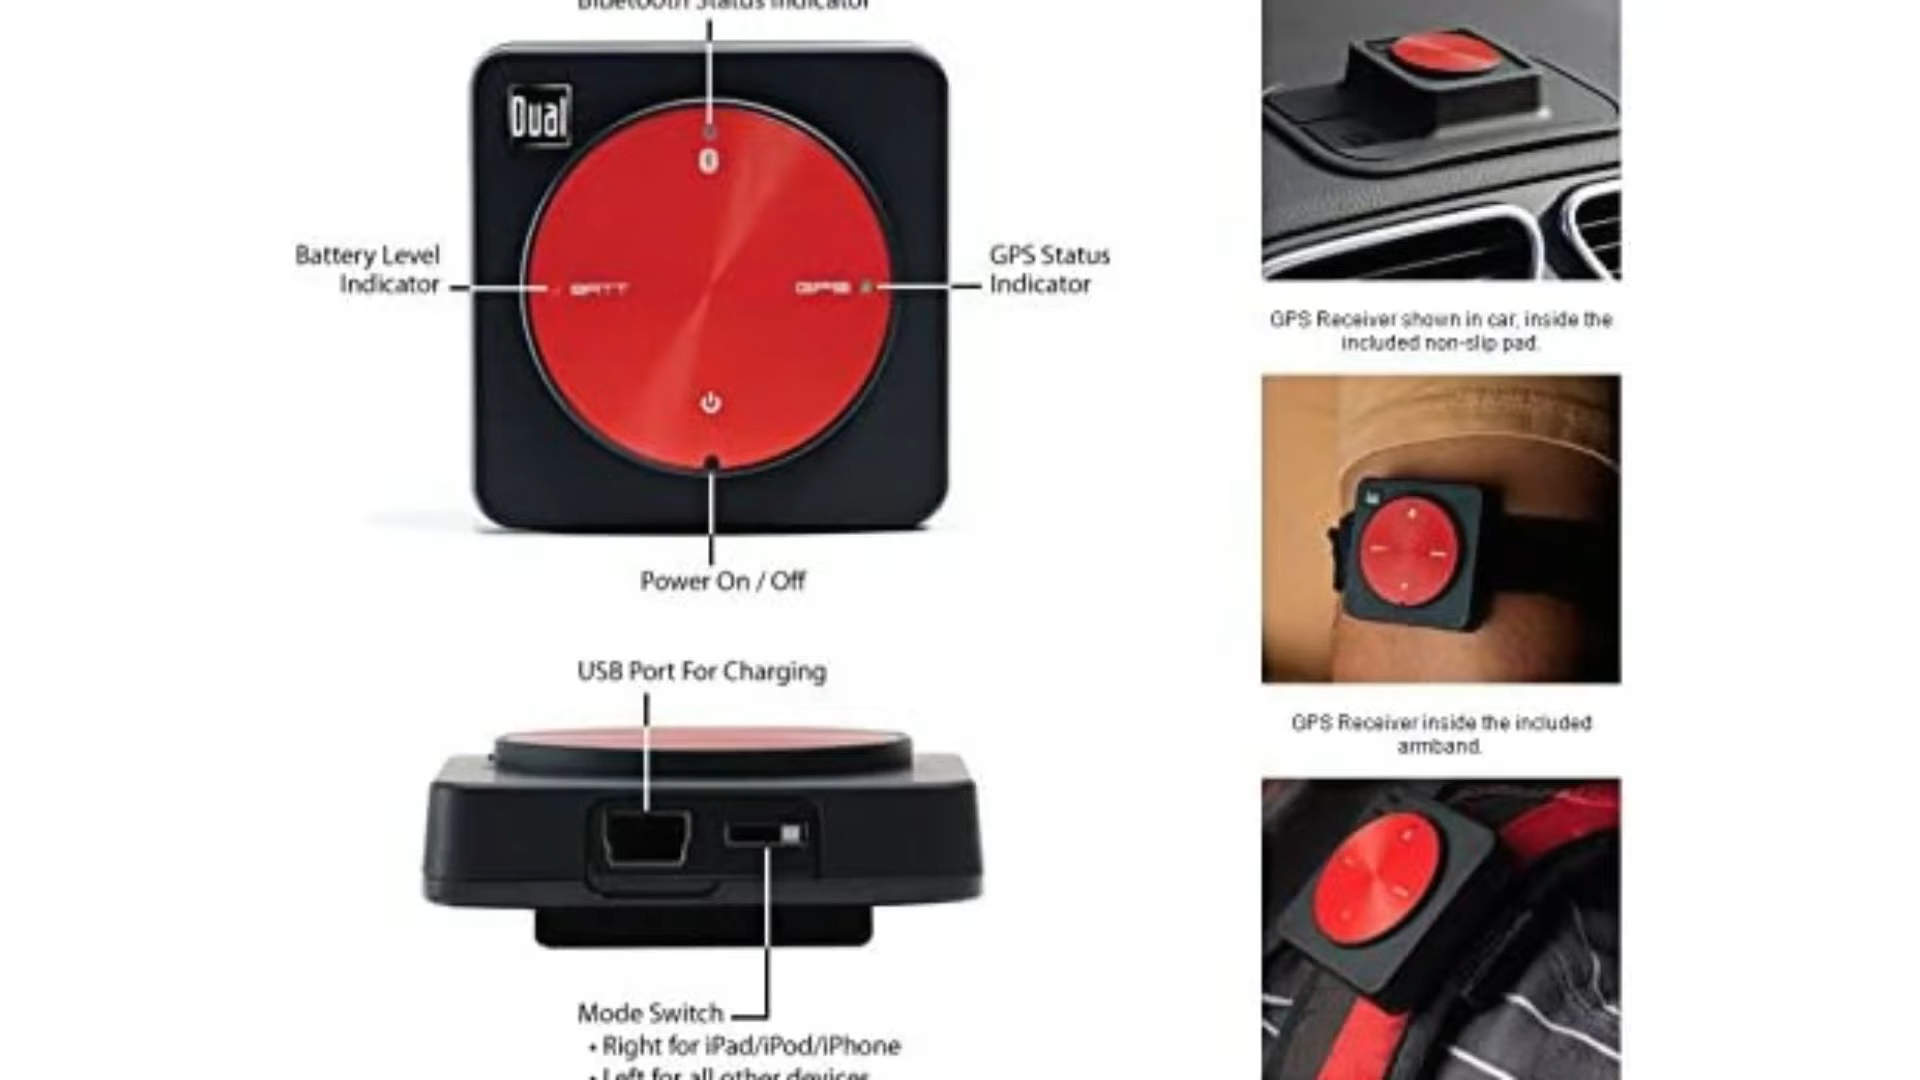 Bluetooth Status Indicator
Dual
Battery Level
Indicator
BATT
GPS
GPS Status
Indicator
Power On / Off
USB Port For Charging
Mode Switch
• Right for iPad/iPod/iPhone
• Left for all other devices
GPS Receiver shown in car, inside the
included non-slip pad.
GPS Receiver inside the included
armband.